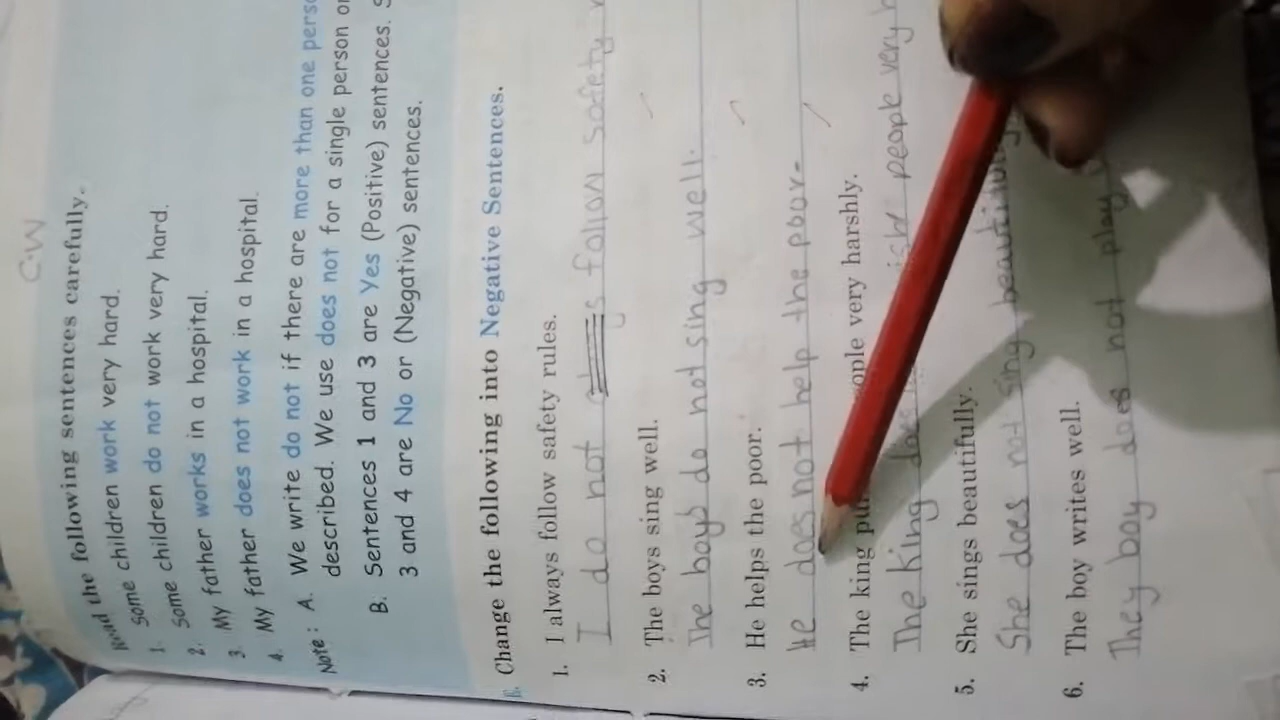 CW
Read the following sentences carefully.
1. Some children work very hard.
2. Some children do not work very hard.
3. My father works in a hospital.
4. My father does not work in a hospital.
Note : A. We write do not if there are more than one
described. We use does not for a single person
B. Sentences 1 and 3 are Yes (Positive) sentences.
3 and 4 are No or (Negative) sentences.
Change the following into Negative Sentences.
1. I always follow safety rules.
I do not follow safety
2. The boys sing well.
The boys do not sing well.
3. He helps the poor.
He does not help the poor.
4. The king very harshly.
The king people very
5. She sings beautifully.
She does not sing
6. The boy writes well.
They boy does not play